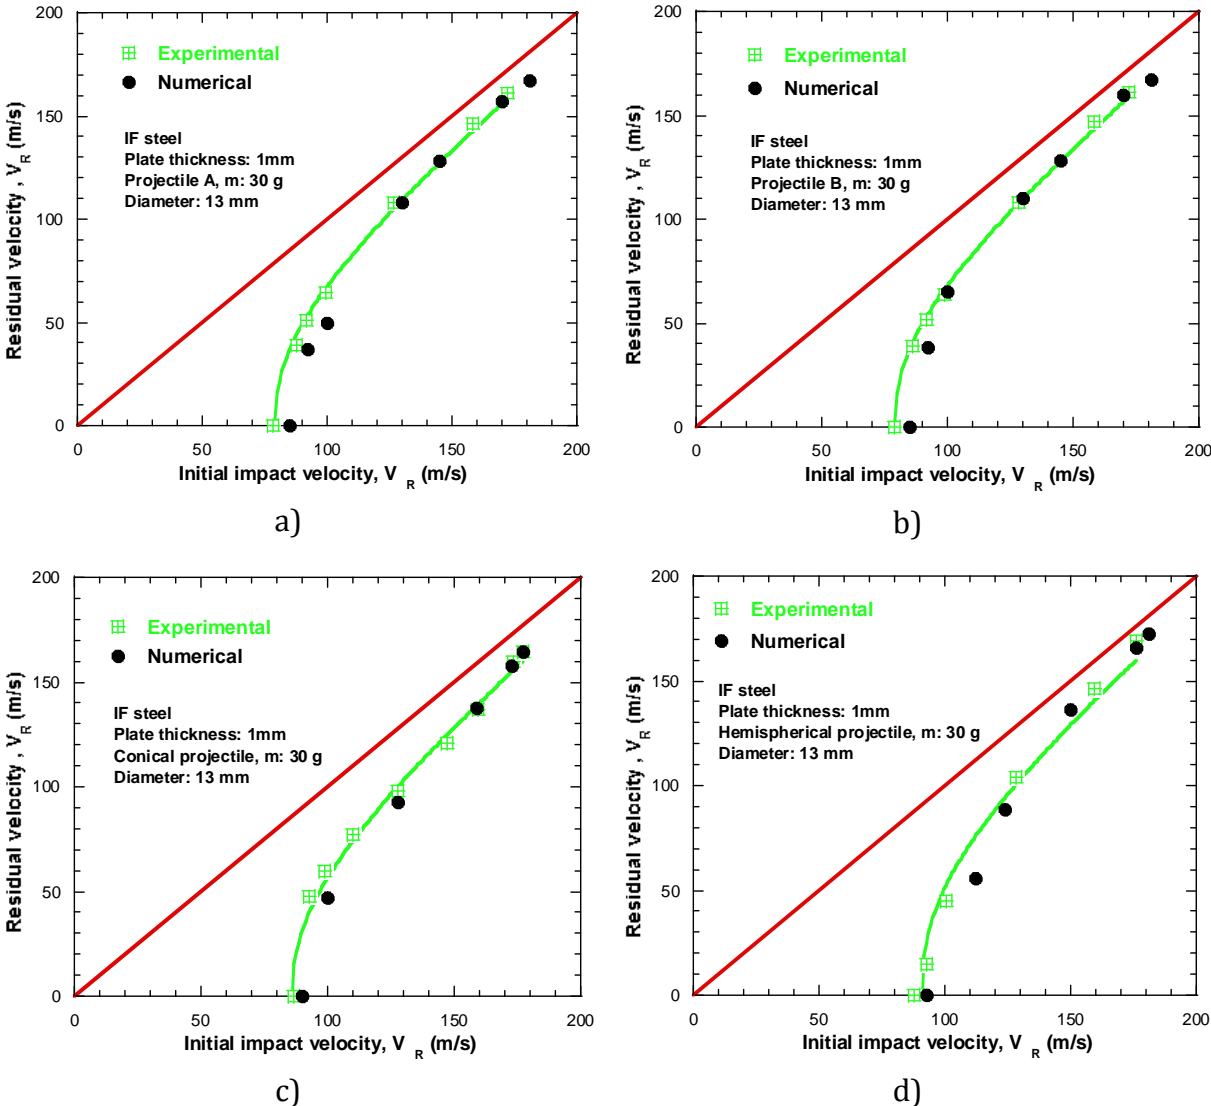 200
150
100
50
0
Residual velocity , V_R (m/s)
Experimental
Numerical
IF steel
Plate thickness: 1mm
Projectile A, m: 30 g
Diameter: 13 mm
0 50 100 150 200
Initial impact velocity, V_R (m/s)
a)
200
150
100
50
0
Residual velocity , V_R (m/s)
Experimental
Numerical
IF steel
Plate thickness: 1mm
Projectile B, m: 30 g
Diameter: 13 mm
0 50 100 150 200
Initial impact velocity, V_R (m/s)
b)
200
150
100
50
0
Residual velocity , V_R (m/s)
Experimental
Numerical
IF steel
Plate thickness: 1mm
Conical projectile, m: 30 g
Diameter: 13 mm
0 50 100 150 200
Initial impact velocity, V_R (m/s)
c)
200
150
100
50
0
Residual velocity , V_R (m/s)
Experimental
Numerical
IF steel
Plate thickness: 1mm
Hemispherical projectile, m: 30 g
Diameter: 13 mm
0 50 100 150 200
Initial impact velocity, V_R (m/s)
d)